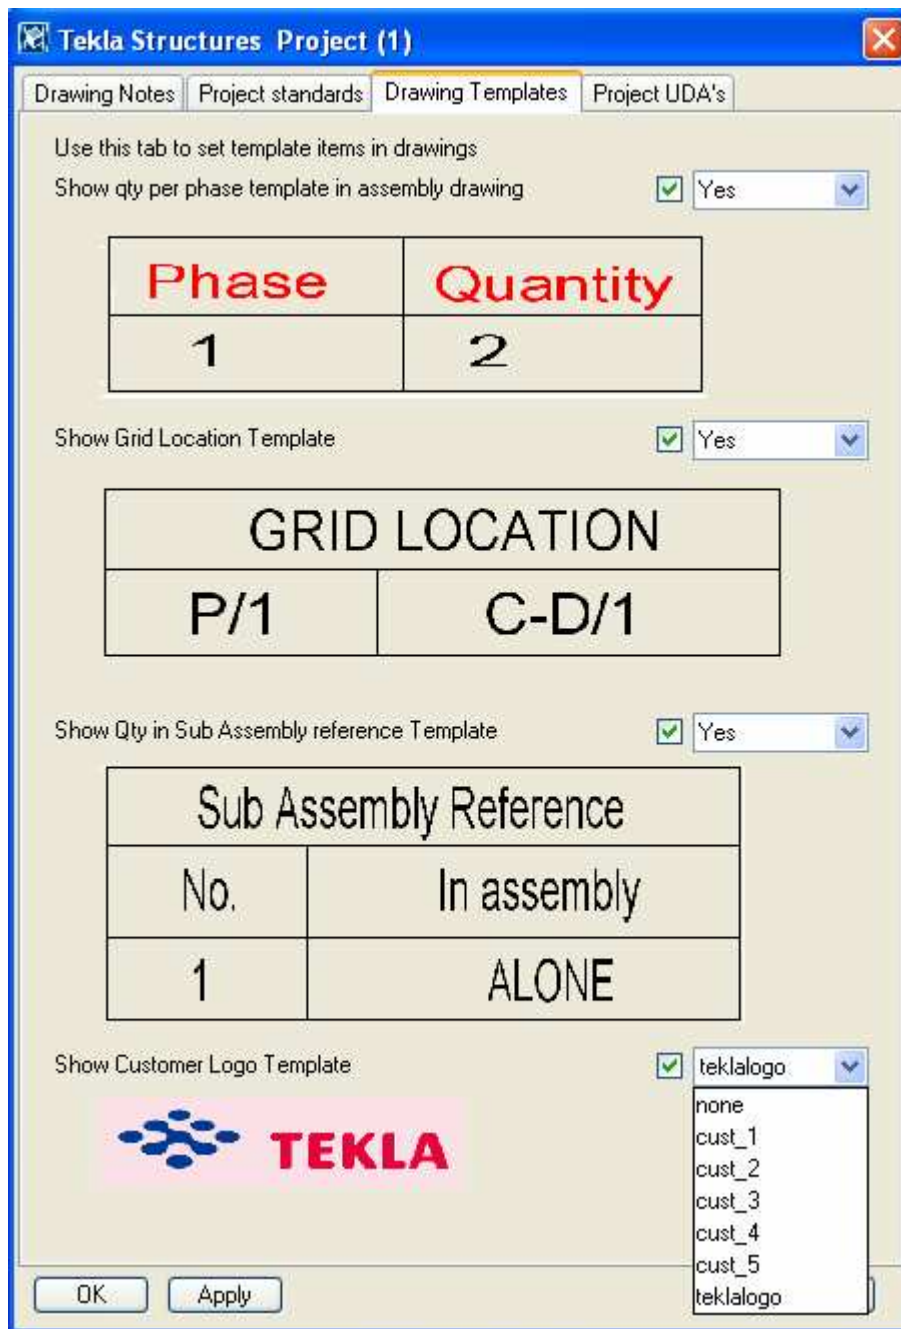 Tekla Structures Project (1)
Drawing Notes Project standards Drawing Templates Project UDA's
Use this tab to set template items in drawings
Show qty per phase template in assembly drawing Yes
Phase Quantity
1 2
Show Grid Location Template Yes
GRID LOCATION
P/1 C-D/1
Show Qty in Sub Assembly reference Template Yes
Sub Assembly Reference
No. In assembly
1 ALONE
Show Customer Logo Template teklalogo
TEKLA
none
cust_1
cust_2
cust_3
cust_4
cust_5
teklalogo
OK Apply